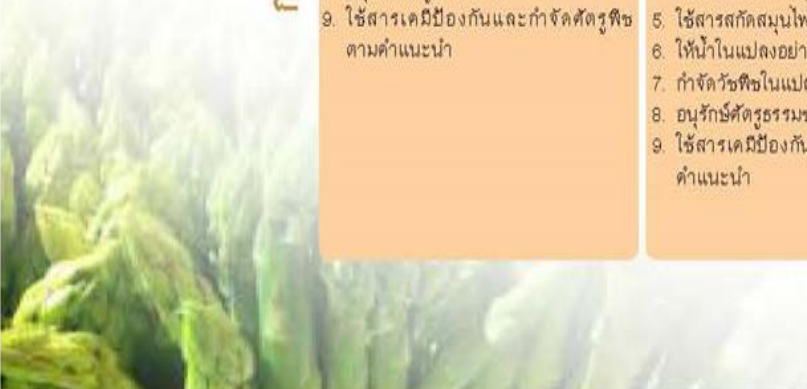 9. ใช้สารเคมีป้องกันและกำจัดศัตรูพืช
ตามคำแนะนำ
5. ใช้สารสกัดสมุนไพ
6. ให้น้ำในแปลงอย่า
7. กำจัดวัชพืชในแปล
8. อนุรักษ์ศัตรูธรรมช
9. ใช้สารเคมีป้องกัน
คำแนะนำ